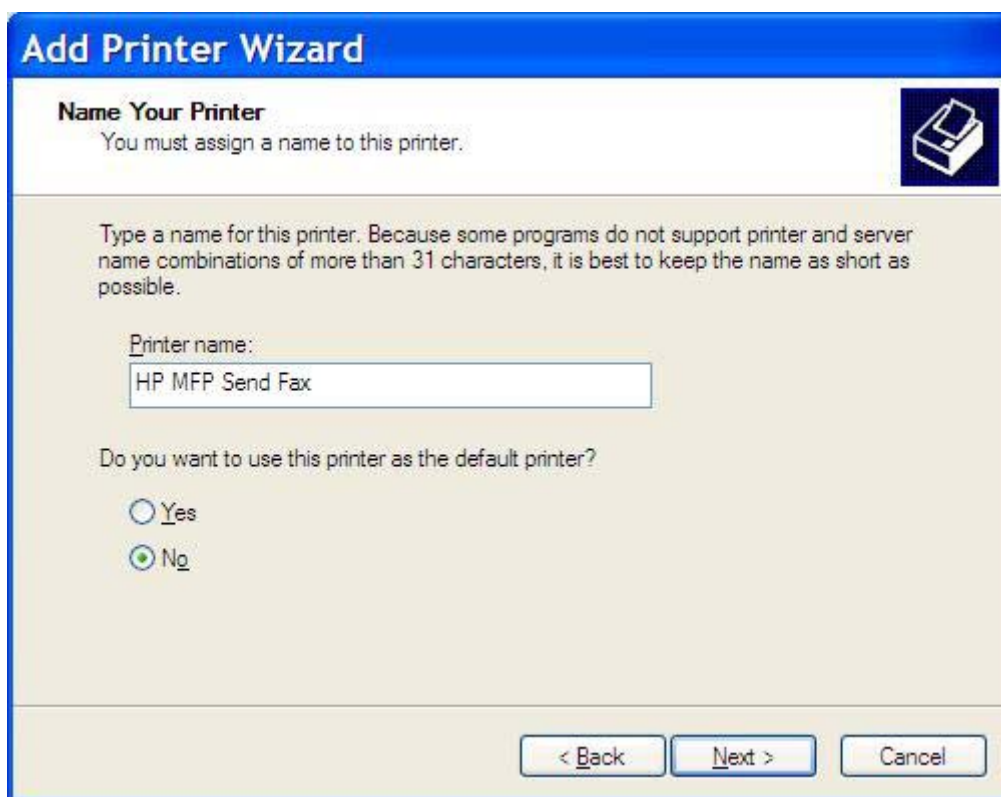 Add Printer Wizard
Name Your Printer
You must assign a name to this printer.
Type a name for this printer. Because some programs do not support printer and server
name combinations of more than 31 characters, it is best to keep the name as short as
possible.
Printer name:
HP MFP Send Fax
Do you want to use this printer as the default printer?
Yes
No
< Back Next > Cancel